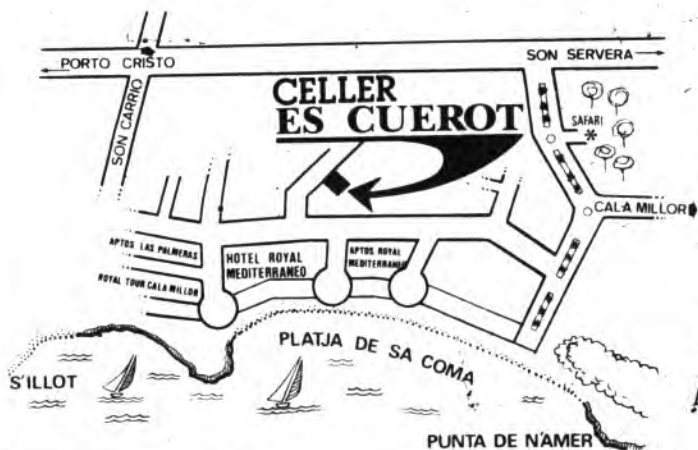 PORTO CRISTO
SON SERVERA
SON CARRIO
CELLER
ES CUEROT
SAFARI
CALA MILLOR
APTOS LAS PALMERAS
HOTEL ROYAL
MEDITERRANEO
APTOS ROYAL
MEDITERRANEO
ROYAL TOUR CALA MILLOR
PLATJA DE SA COMA
S'ILLOT
PUNTA DE N'AMER